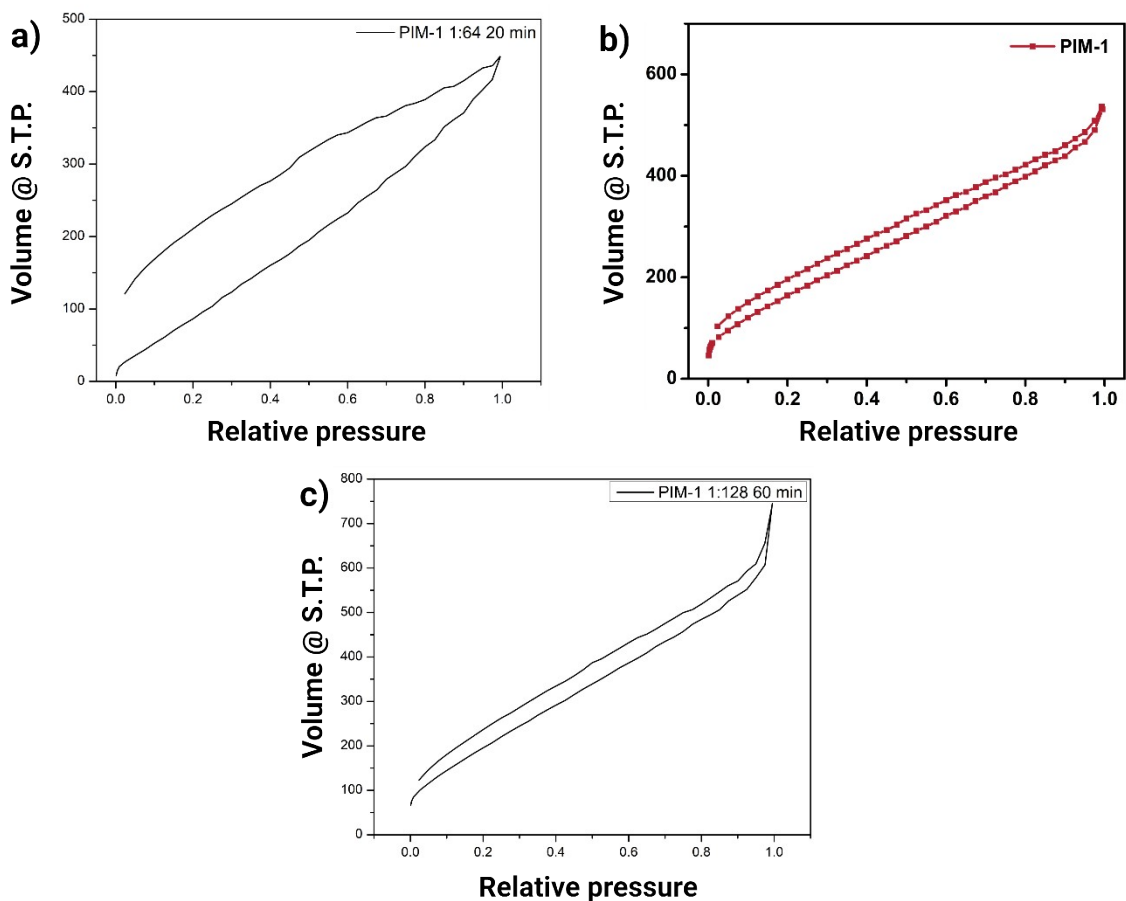 a)
PIM-1 1:64 20 min
Volume @ S.T.P.
500
400
300
200
100
0
0.0 0.2 0.4 0.6 0.8 1.0
Relative pressure
b)
PIM-1
Volume @ S.T.P.
600
400
200
0
0.0 0.2 0.4 0.6 0.8 1.0
Relative pressure
c)
PIM-1 1:128 60 min
Volume @ S.T.P.
800
700
600
500
400
300
200
100
0
0.0 0.2 0.4 0.6 0.8 1.0
Relative pressure